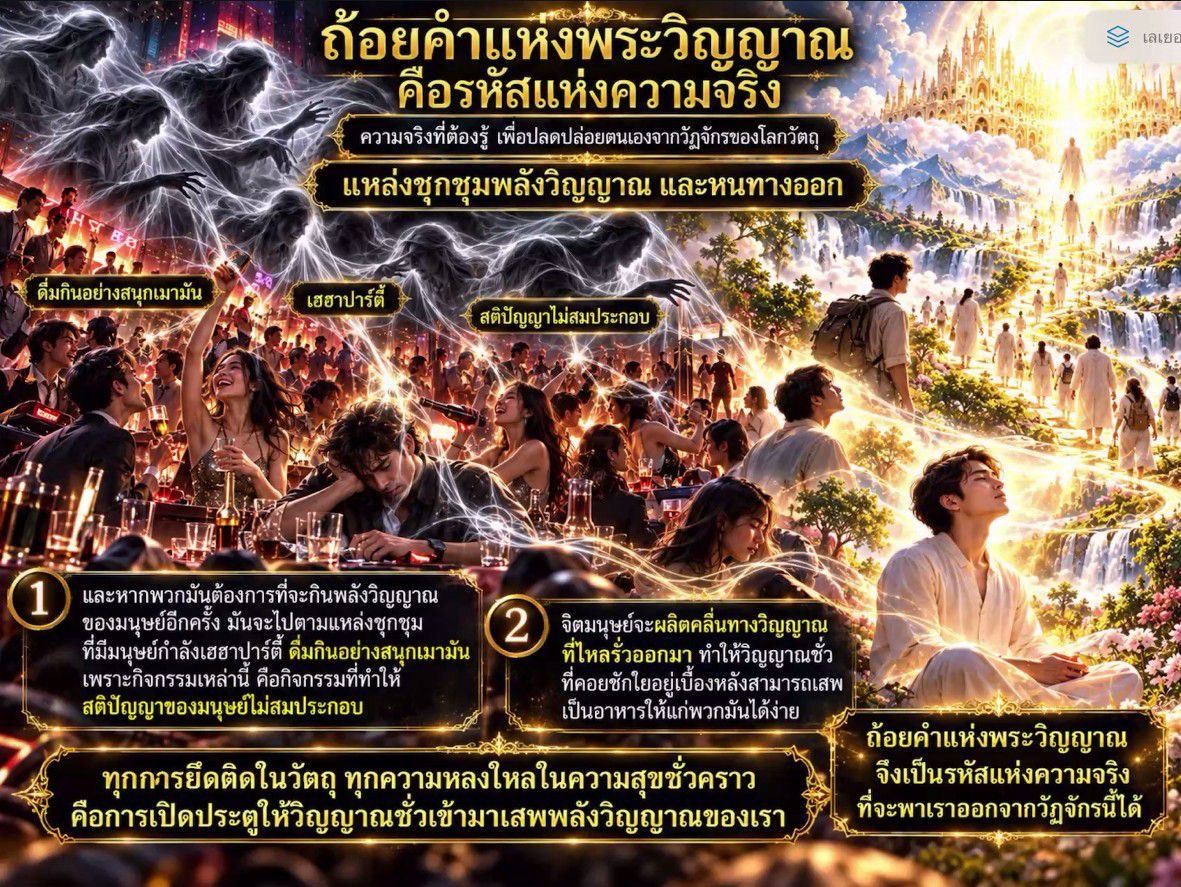 ถ้อยคำแห่งพระวิญญาณ
คือรหัสแห่งความจริง
ความจริงที่ต้องรู้ เพื่อปลดปล่อยตนเองจากวัฏจักรของโลกวัตถุ
แหล่งชุกชุมพลังวิญญาณ และหนทางออก
ดื่มกินอย่างสนุกเมามัน
เฮฮาปาร์ตี้
สติปัญญาไม่สมประกอบ
1
และหากพวกมันต้องการที่จะกินพลังวิญญาณ
ของมนุษย์อีกครั้ง มันจะไปตามแหล่งชุกชุม
ที่มีมนุษย์กำลังเฮฮาปาร์ตี้ ดื่มกินอย่างสนุกเมามัน
เพราะกิจกรรมเหล่านี้ คือกิจกรรมที่ทำให้
สติปัญญาของมนุษย์ไม่สมประกอบ
2
จิตมนุษย์จะผลิตคลื่นทางวิญญาณ
ที่ไหลรั่วออกมา ทำให้วิญญาณชั่ว
ที่คอยชักใยอยู่เบื้องหลังสามารถเสพ
เป็นอาหารให้แก่พวกมันได้ง่าย
ทุกการยึดติดในวัตถุ ทุกความหลงใหลในความสุขชั่วคราว
คือการเปิดประตูให้วิญญาณชั่วเข้ามาเสพพลังวิญญาณของเรา
ถ้อยคำแห่งพระวิญญาณ
จึงเป็นรหัสแห่งความจริง
ที่จะพาเราออกจากวัฏจักรนี้ได้